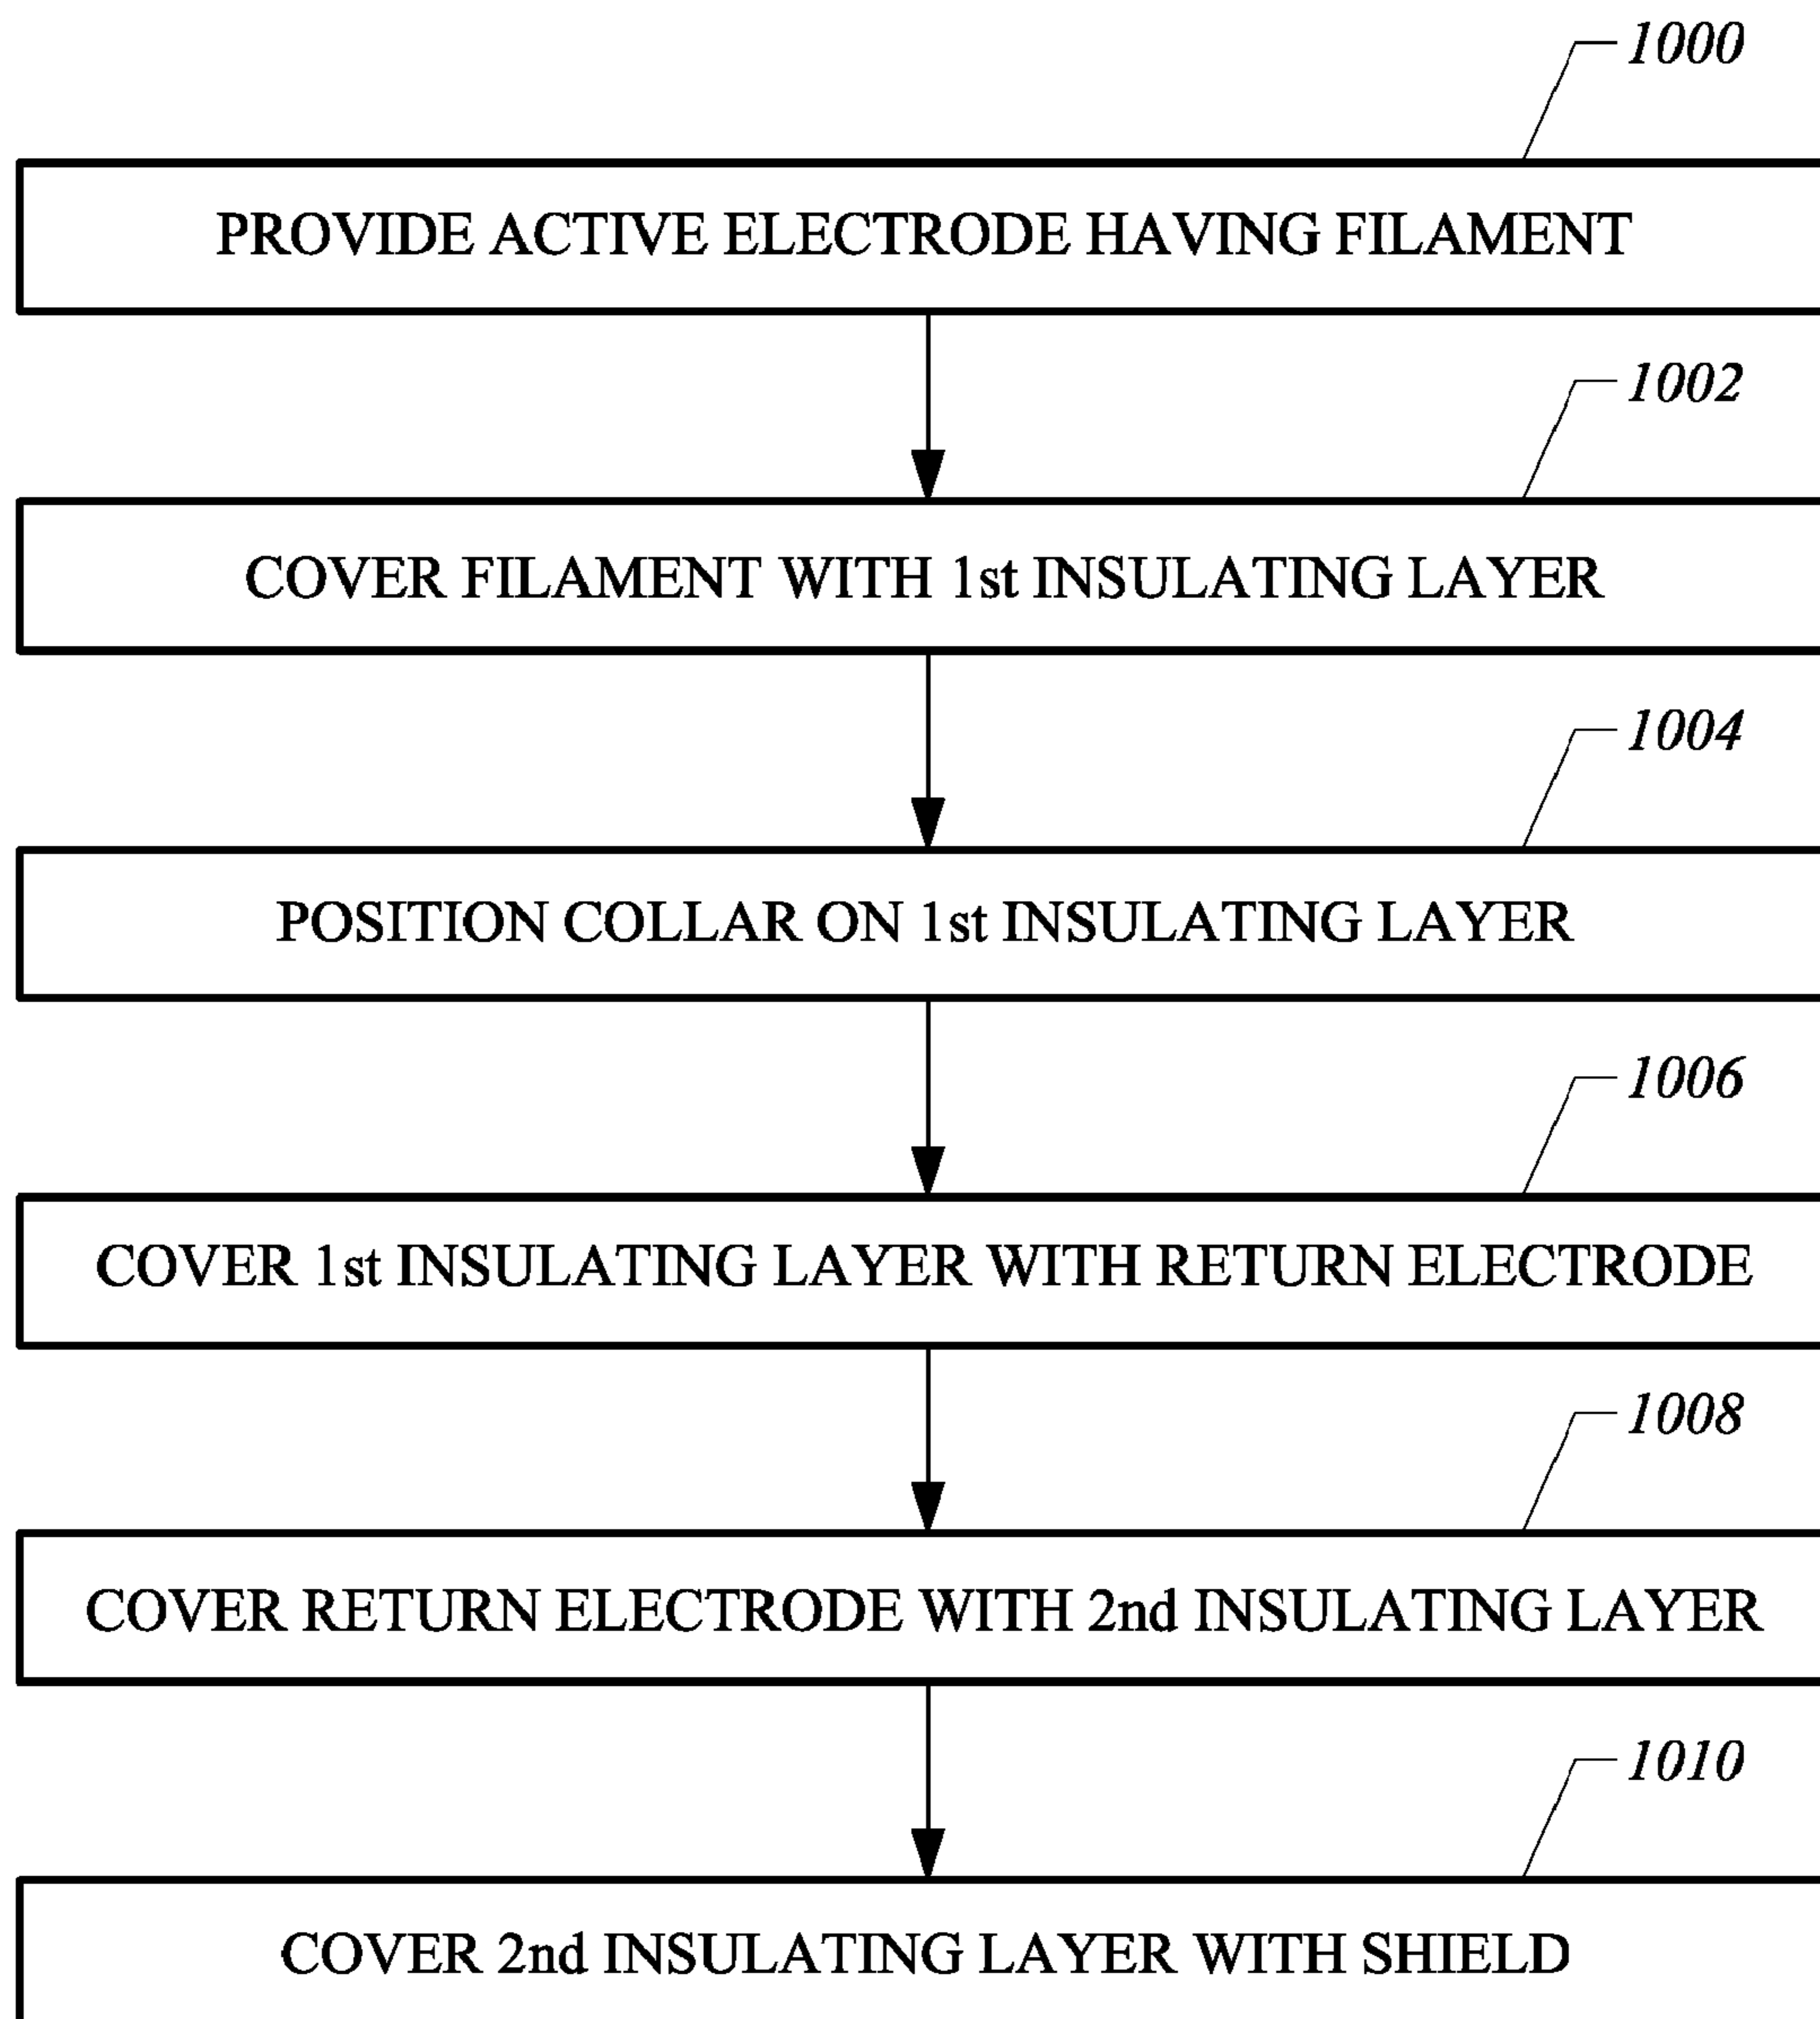 1000
PROVIDE ACTIVE ELECTRODE HAVING FILAMENT
1002
COVER FILAMENT WITH 1st INSULATING LAYER
1004
POSITION COLLAR ON 1st INSULATING LAYER
1006
COVER 1st INSULATING LAYER WITH RETURN ELECTRODE
1008
COVER RETURN ELECTRODE WITH 2nd INSULATING LAYER
1010
COVER 2nd INSULATING LAYER WITH SHIELD